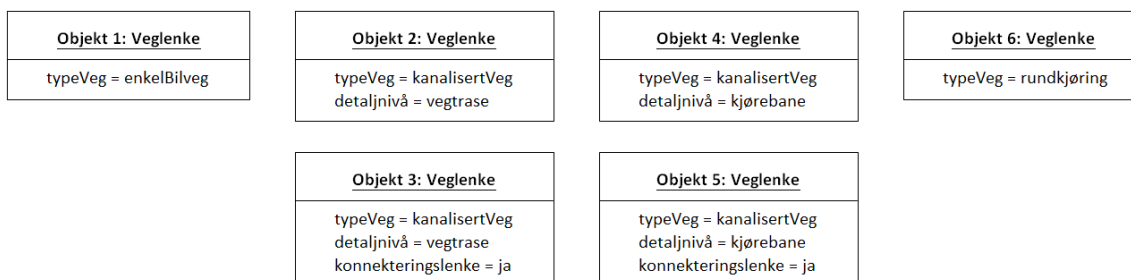 Objekt 1: Veglenke
typeVeg = enkelBilveg
Objekt 2: Veglenke
typeVeg = kanalisertVeg
detaljnivå = vegtrase
Objekt 4: Veglenke
typeVeg = kanalisertVeg
detaljnivå = kjørebane
Objekt 6: Veglenke
typeVeg = rundkjøring
Objekt 3: Veglenke
typeVeg = kanalisertVeg
detaljnivå = vegtrase
konnekteringslenke = ja
Objekt 5: Veglenke
typeVeg = kanalisertVeg
detaljnivå = kjørebane
konnekteringslenke = ja